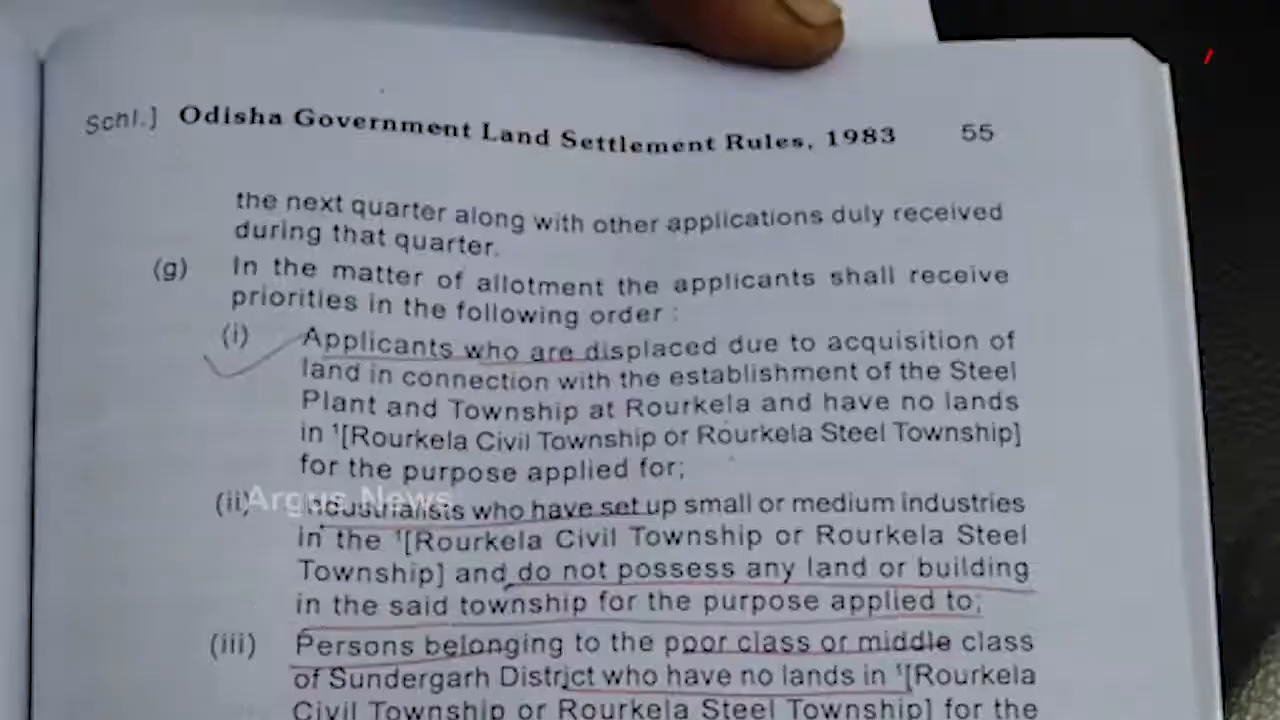 Schl.] Odisha Government Land Settlement Rules, 1983 55
the next quarter along with other applications duly received
during that quarter.
(g) In the matter of allotment the applicants shall receive
priorities in the following order :
(i) Applicants who are displaced due to acquisition of
land in connection with the establishment of the Steel
Plant and Township at Rourkela and have no lands
in ¹[Rourkela Civil Township or Rourkela Steel Township]
for the purpose applied for;
Argus News
(ii) Industrialists who have set up small or medium industries
in the ¹[Rourkela Civil Township or Rourkela Steel
Township] and do not possess any land or building
in the said township for the purpose applied to;
(iii) Persons belonging to the poor class or middle class
of Sundergarh District who have no lands in ¹[Rourkela
Civil Township or Rourkela Steel Township] for the